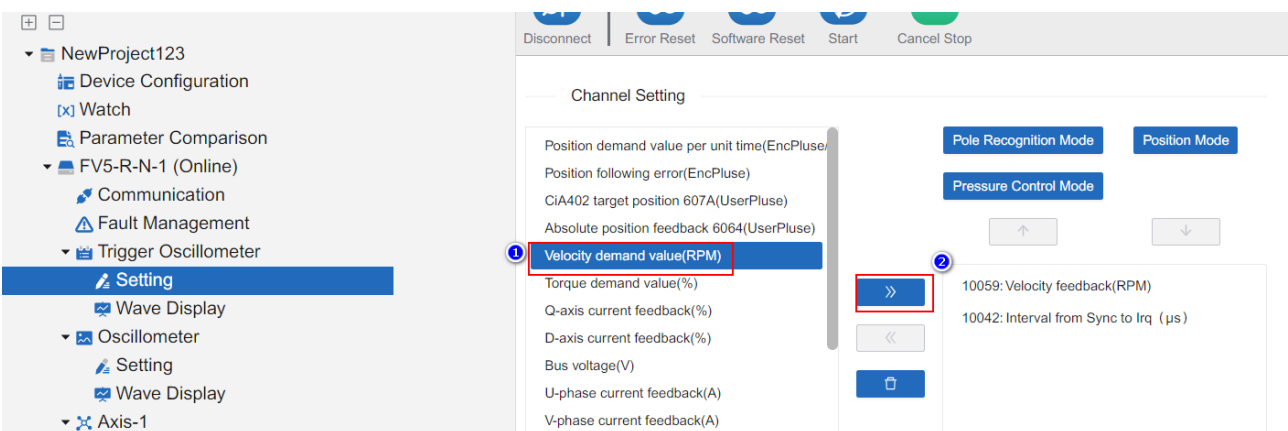 Disconnect
Error Reset
Software Reset
Start
Cancel Stop
NewProject123
Device Configuration
[x] Watch
Parameter Comparison
FV5-R-N-1 (Online)
Communication
Fault Management
Trigger Oscillometer
Setting
Wave Display
Oscillometer
Setting
Wave Display
Axis-1
Channel Setting
Position demand value per unit time(EncPluse/
Position following error(EncPluse)
CiA402 target position 607A(UserPluse)
Absolute position feedback 6064(UserPluse)
1
Velocity demand value(RPM)
Torque demand value(%)
Q-axis current feedback(%)
D-axis current feedback(%)
Bus voltage(V)
U-phase current feedback(A)
V-phase current feedback(A)
2
Pole Recognition Mode
Position Mode
Pressure Control Mode
10059: Velocity feedback(RPM)
10042: Interval from Sync to Irq（μs）